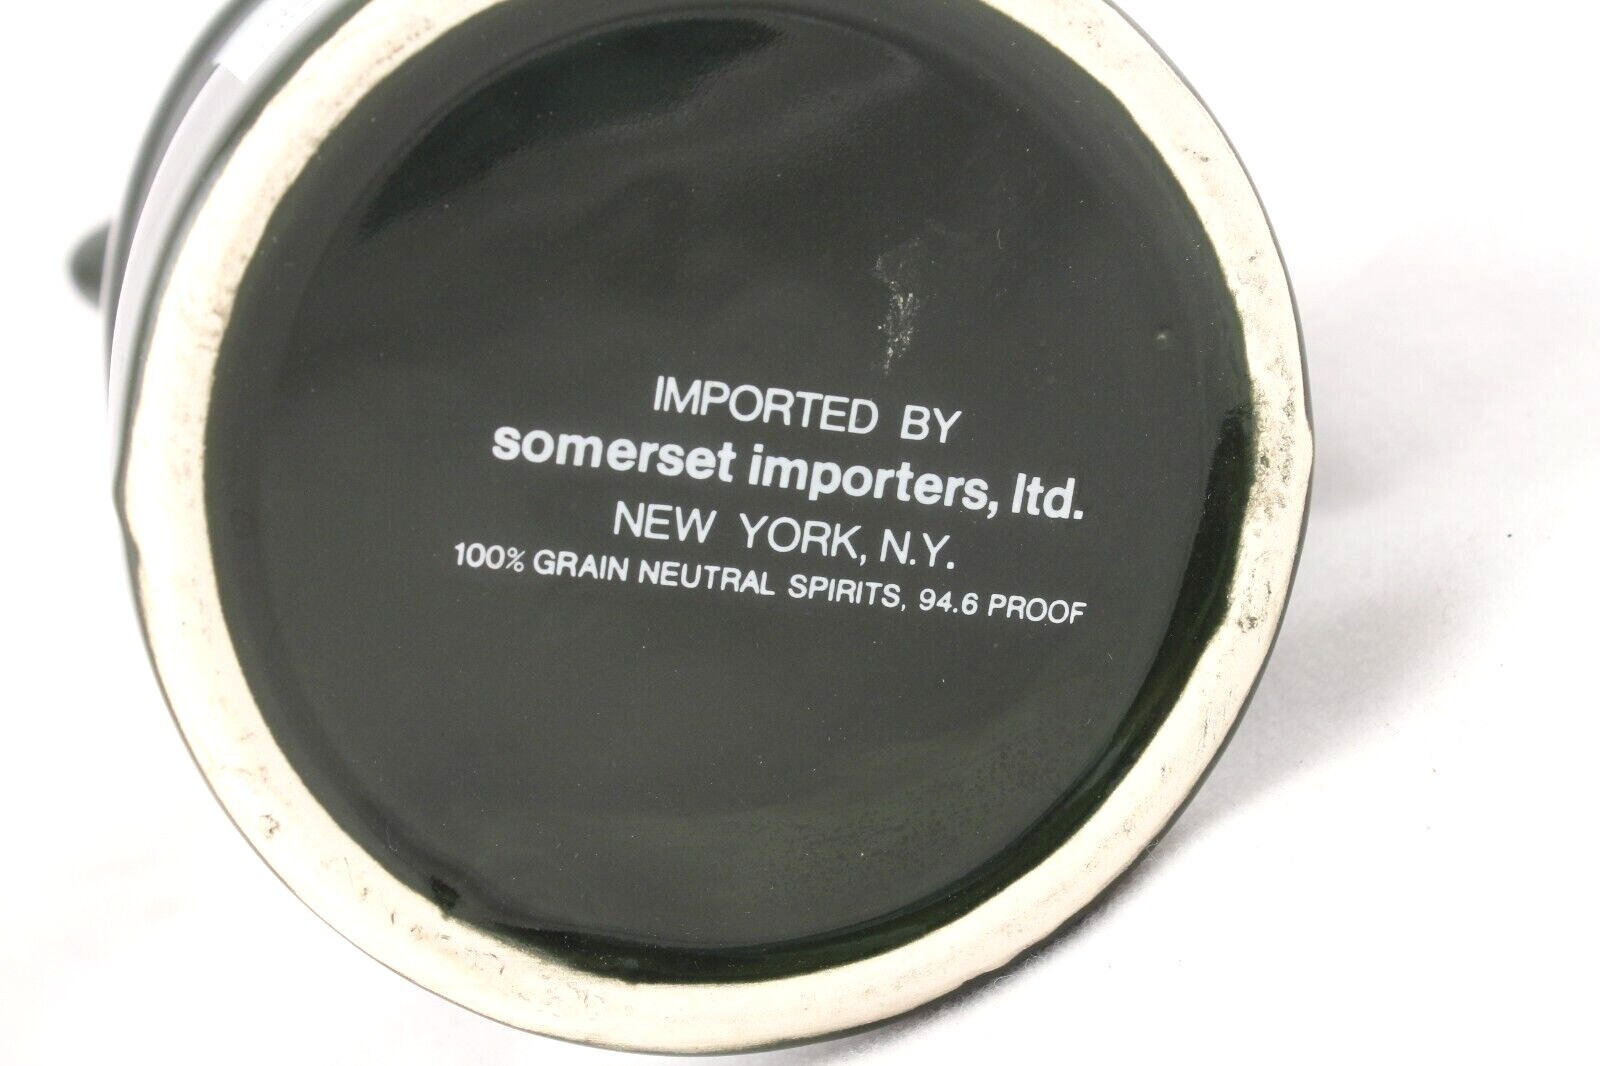 IMPORTED BY
somerset importers, ltd.
NEW YORK, N.Y.
100% GRAIN NEUTRAL SPIRITS, 94.6 PROOF